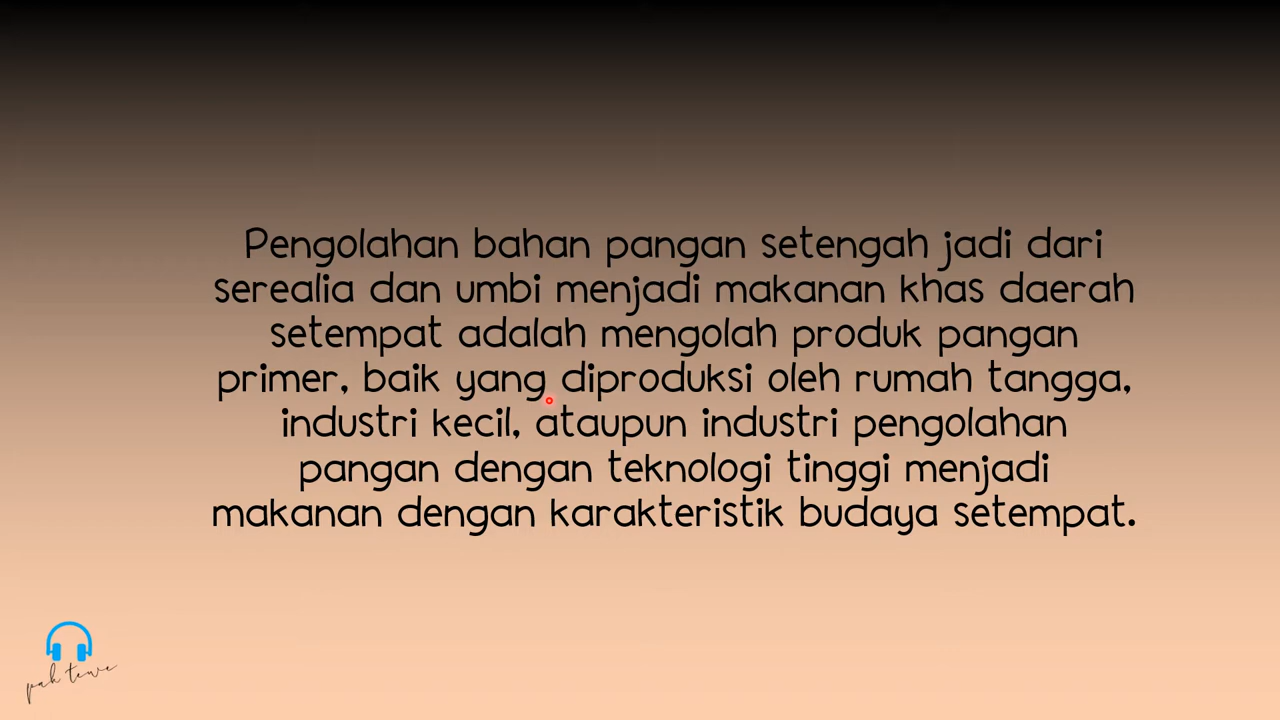 Pengolahan bahan pangan setengah jadi dari
serealia dan umbi menjadi makanan khas daerah
setempat adalah mengolah produk pangan
primer, baik yang diproduksi oleh rumah tangga,
industri kecil, ataupun industri pengolahan
pangan dengan teknologi tinggi menjadi
makanan dengan karakteristik budaya setempat.
pak tewe